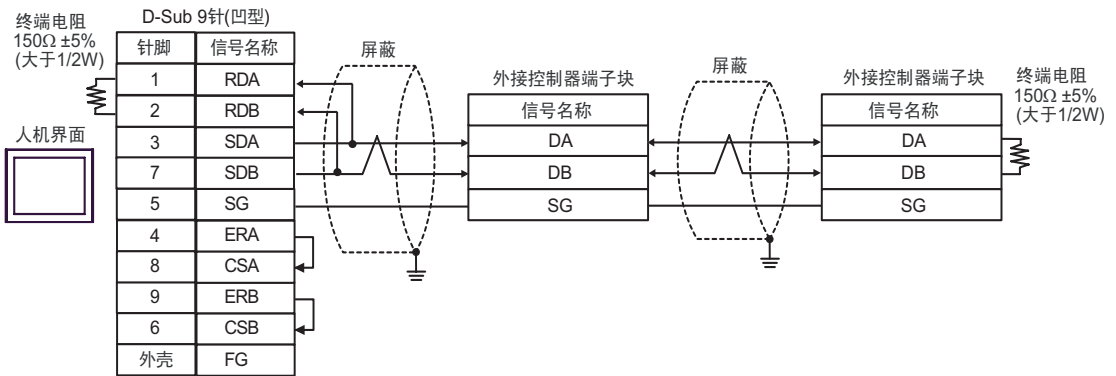 终端电阻
150Ω ±5%
(大于1/2W)
D-Sub 9针(凹型)
针脚 信号名称
1 RDA
2 RDB
3 SDA
7 SDB
5 SG
4 ERA
8 CSA
9 ERB
6 CSB
外壳 FG
人机界面
屏蔽
外接控制器端子块
信号名称
DA
DB
SG
屏蔽
外接控制器端子块
信号名称
DA
DB
SG
终端电阻
150Ω ±5%
(大于1/2W)